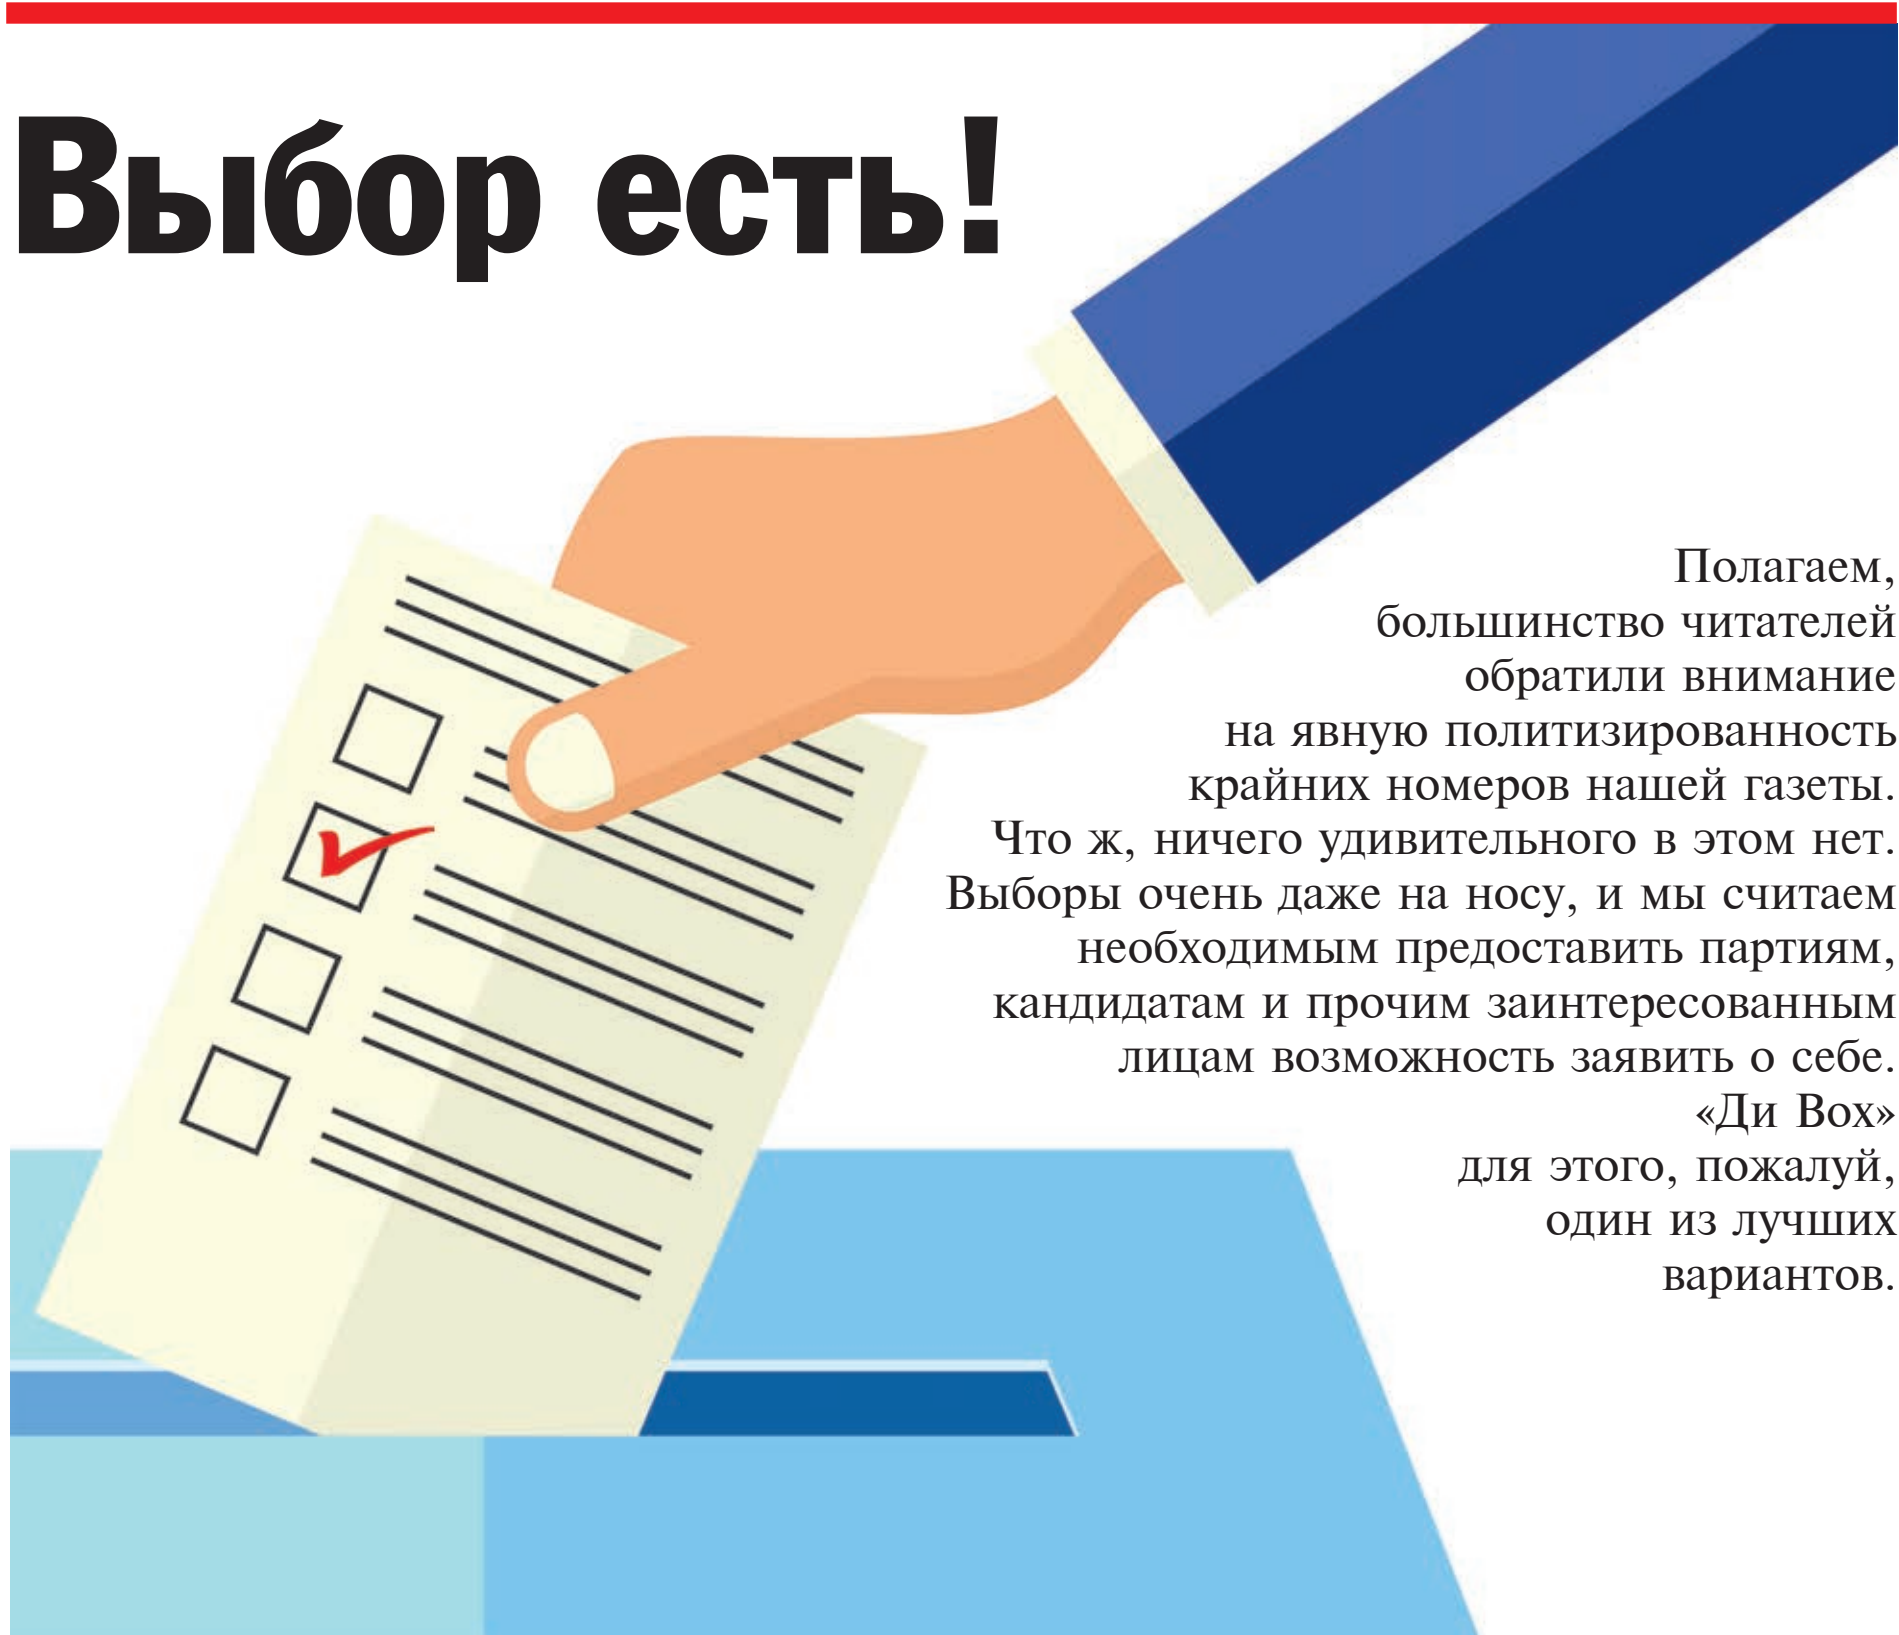 Выбор есть!
Полагаем,
большинство читателей
обратили внимание
на явную политизированность
крайних номеров нашей газеты.
Что ж, ничего удивительного в этом нет.
Выборы очень даже на носу, и мы считаем
необходимым предоставить партиям,
кандидатам и прочим заинтересованным
лицам возможность заявить о себе.
«Ди Вох»
для этого, пожалуй,
один из лучших
вариантов.